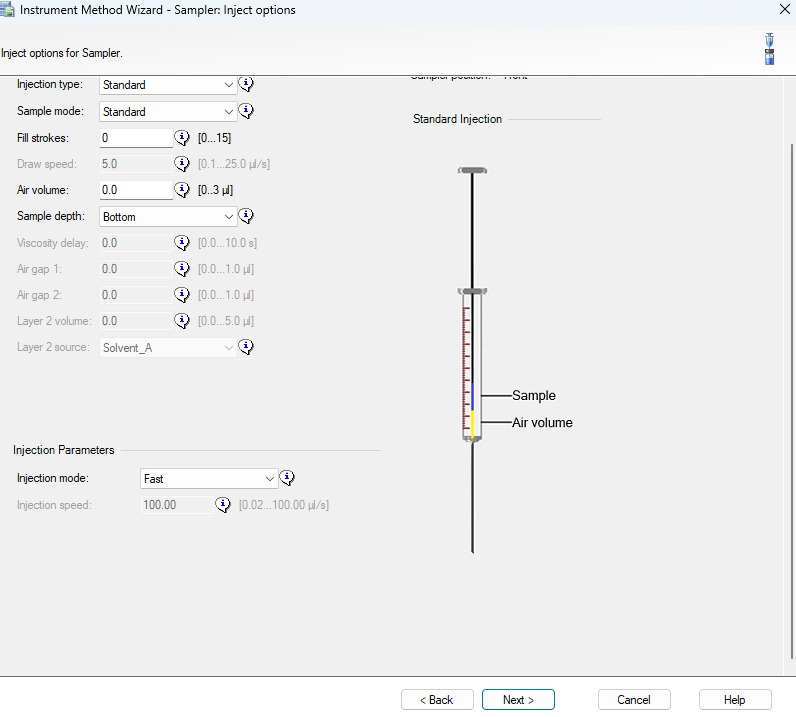 Instrument Method Wizard - Sampler: Inject options
Inject options for Sampler.
Injection type: Standard
Sample mode: Standard
Fill strokes: 0 [0...15]
Draw speed: 5.0 [0.1...25.0 µl/s]
Air volume: 0.0 [0..3 µl]
Sample depth: Bottom
Viscosity delay: 0.0 [0.0...10.0 s]
Air gap 1: 0.0 [0.0...1.0 µl]
Air gap 2: 0.0 [0.0...1.0 µl]
Layer 2 volume: 0.0 [0.0...5.0 µl]
Layer 2 source: Solvent_A
Injection Parameters
Injection mode: Fast
Injection speed: 100.00 [0.02...100.00 µl/s]
Sampler position: Front
Standard Injection
Sample
Air volume
< Back Next > Cancel Help